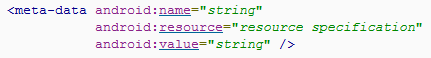 <meta-data android:name="string"
android:resource="resource specification"
android:value="string" />